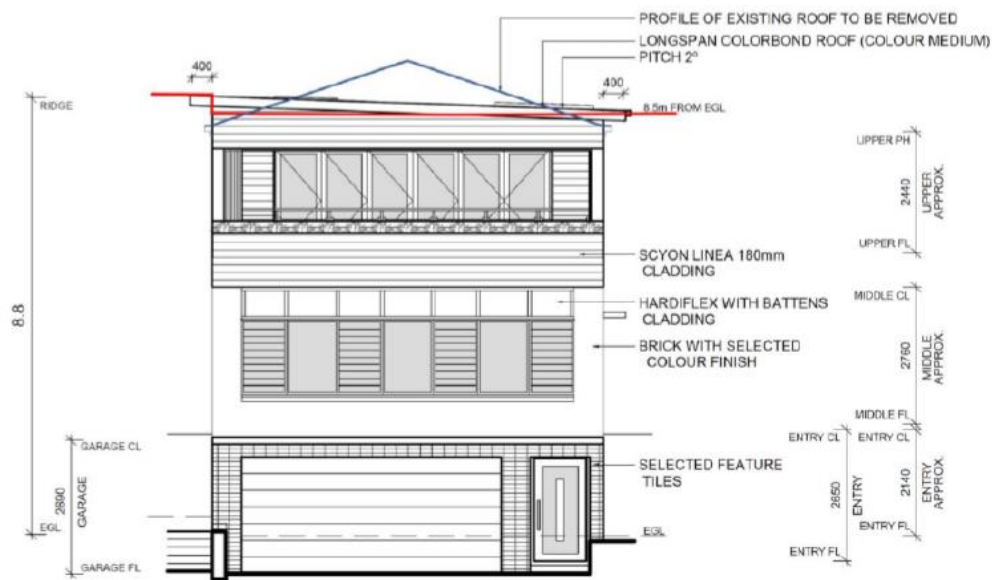 PROFILE OF EXISTING ROOF TO BE REMOVED
LONGSPAN COLORBOND ROOF (COLOUR MEDIUM)
PITCH 2º
400
400
RIDGE
8.5m FROM EGL
UPPER PH
2440
UPPER APPROX.
UPPER FL
SCYON LINEA 180mm
CLADDING
HARDIFLEX WITH BATTENS
CLADDING
MIDDLE CL
8.8
BRICK WITH SELECTED
COLOUR FINISH
2760
MIDDLE APPROX.
MIDDLE FL
GARAGE CL
ENTRY CL
ENTRY CL
SELECTED FEATURE
TILES
2890
GARAGE
2650
ENTRY
2140
ENTRY APPROX.
EGL
EGL
ENTRY FL
ENTRY FL
GARAGE FL